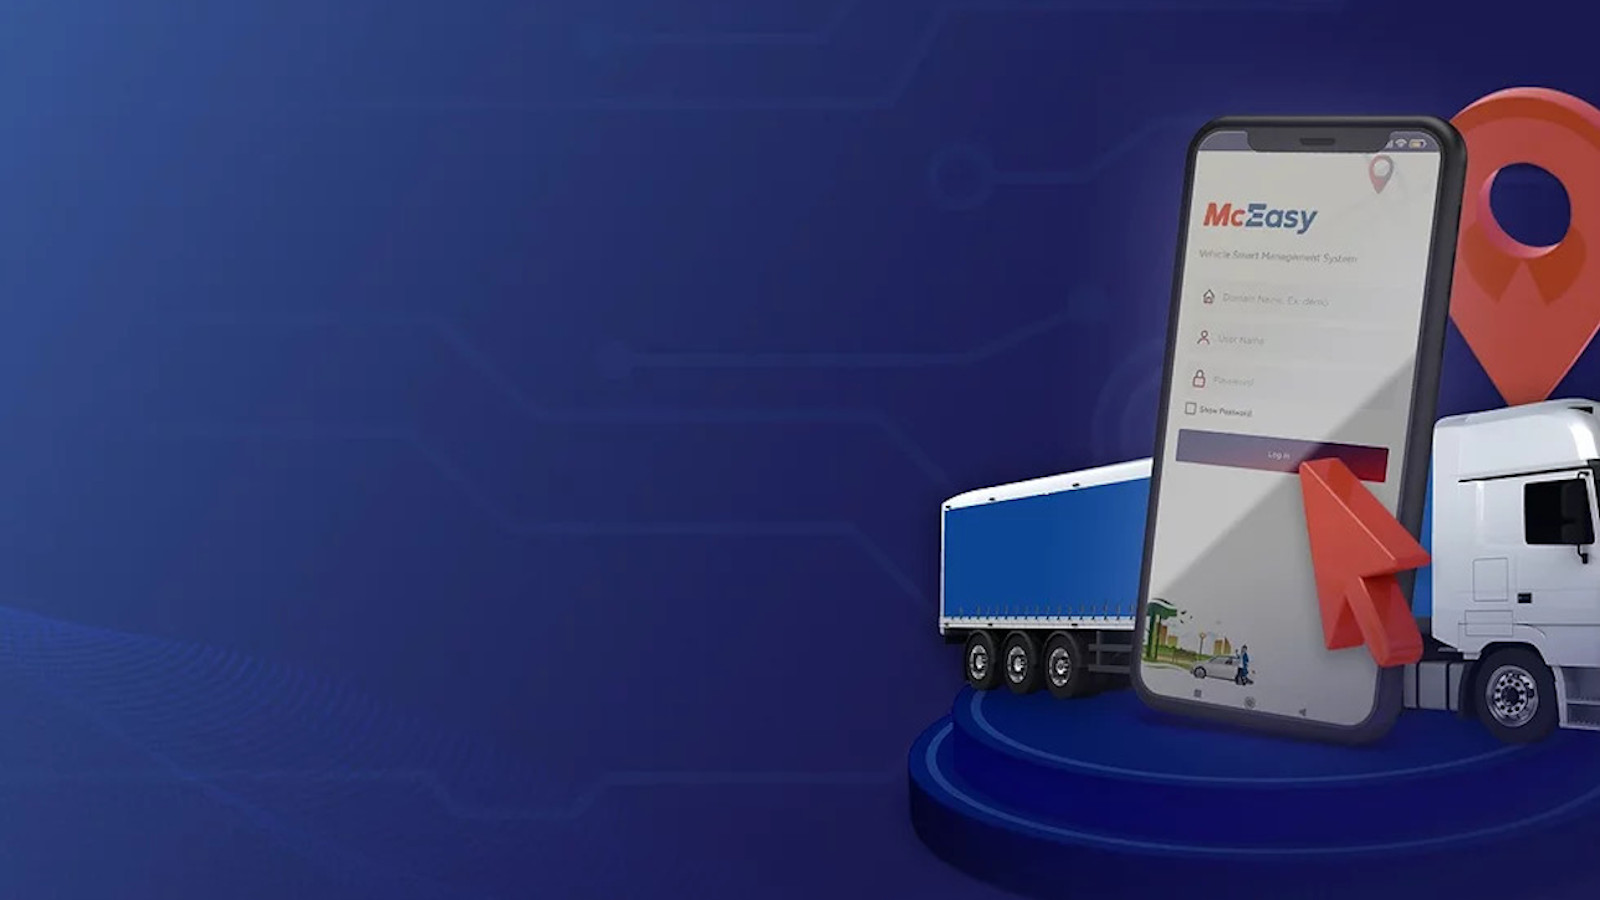 McEasy
Vehicle Smart Management System
Domain Name, Ex: demo
User Name
Password
Show Password
Log in